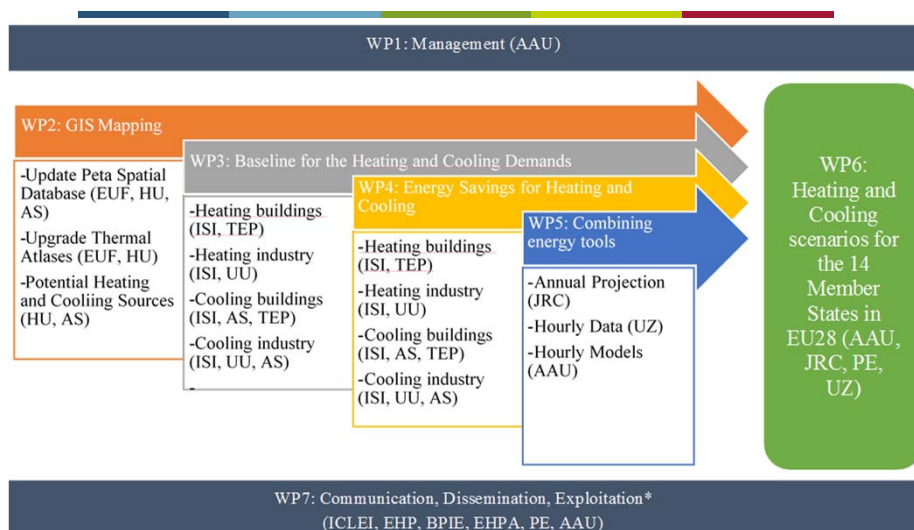 WP1: Management (AAU)
WP2: GIS Mapping
-Update Peta Spatial
Database (EUF, HU,
AS)
-Upgrade Thermal
Atlases (EUF, HU)
-Potential Heating
and Cooliing Sources
(HU, AS)
WP3: Baseline for the Heating and Cooling Demands
-Heating buildings
(ISI, TEP)
-Heating industry
(ISI, UU)
-Cooling buildings
(ISI, AS, TEP)
-Cooling industry
(ISI, UU, AS)
-
WP4: Energy Savings for Heating and
Cooling
-Heating buildings
(ISI, TEP)
-Heating industry
(ISI, UU)
-Cooling buildings
(ISI, AS, TEP)
-Cooling industry
(ISI, UU, AS)
WP5: Combining
energy tools
-Annual Projection
(JRC)
-Hourly Data (UZ)
-Hourly Models
(AAU)
WP6:
Heating and
Cooling
scenarios for
the 14
Member
States in
EU28 (AAU,
JRC, PE,
UZ)
WP7: Communication, Dissemination, Exploitation*
(ICLEI, EHP, BPIE, EHPA, PE, AAU)